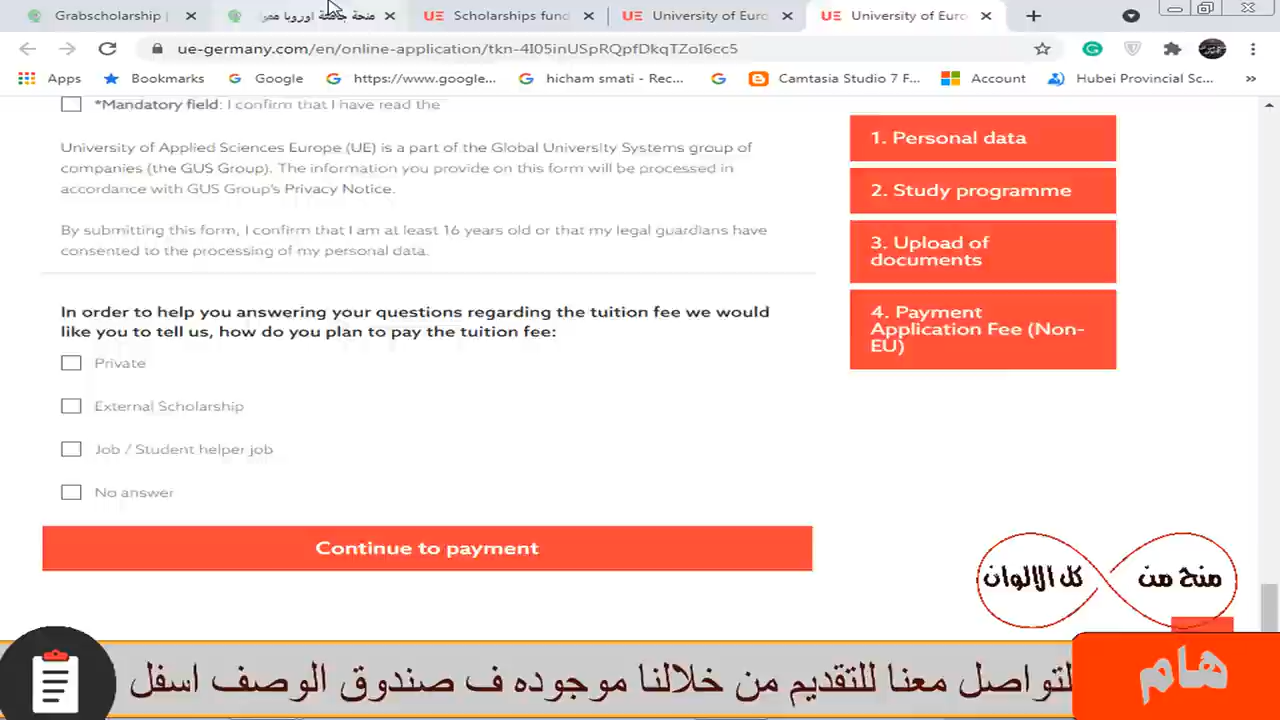 Grabscholarship |
منحة جامعة اوروبا ممو
Scholarships fund
University of Euro
University of Euro
ue-germany.com/en/online-application/tkn-4I05inUSpRQpfDkqTZoI6cc5
Apps
Bookmarks
Google
https://www.google...
hicham smati - Rec...
Camtasia Studio 7 F...
Account
Hubei Provincial Sc...
»
*Mandatory field: I confirm that I have read the
University of Applied Sciences Europe (UE) is a part of the Global University Systems group of
companies (the GUS Group). The information you provide on this form will be processed in
accordance with GUS Group's Privacy Notice.
By submitting this form, I confirm that I am at least 16 years old or that my legal guardians have
consented to the processing of my personal data.
In order to help you answering your questions regarding the tuition fee we would
like you to tell us, how do you plan to pay the tuition fee:
Private
External Scholarship
Job / Student helper job
No answer
Continue to payment
1. Personal data
2. Study programme
3. Upload of
documents
4. Payment
Application Fee (Non-
EU)
منح من كل الالوان
هام
لتواصل معنا للتقديم من خلالنا موجوده ف صندوق الوصف اسفل